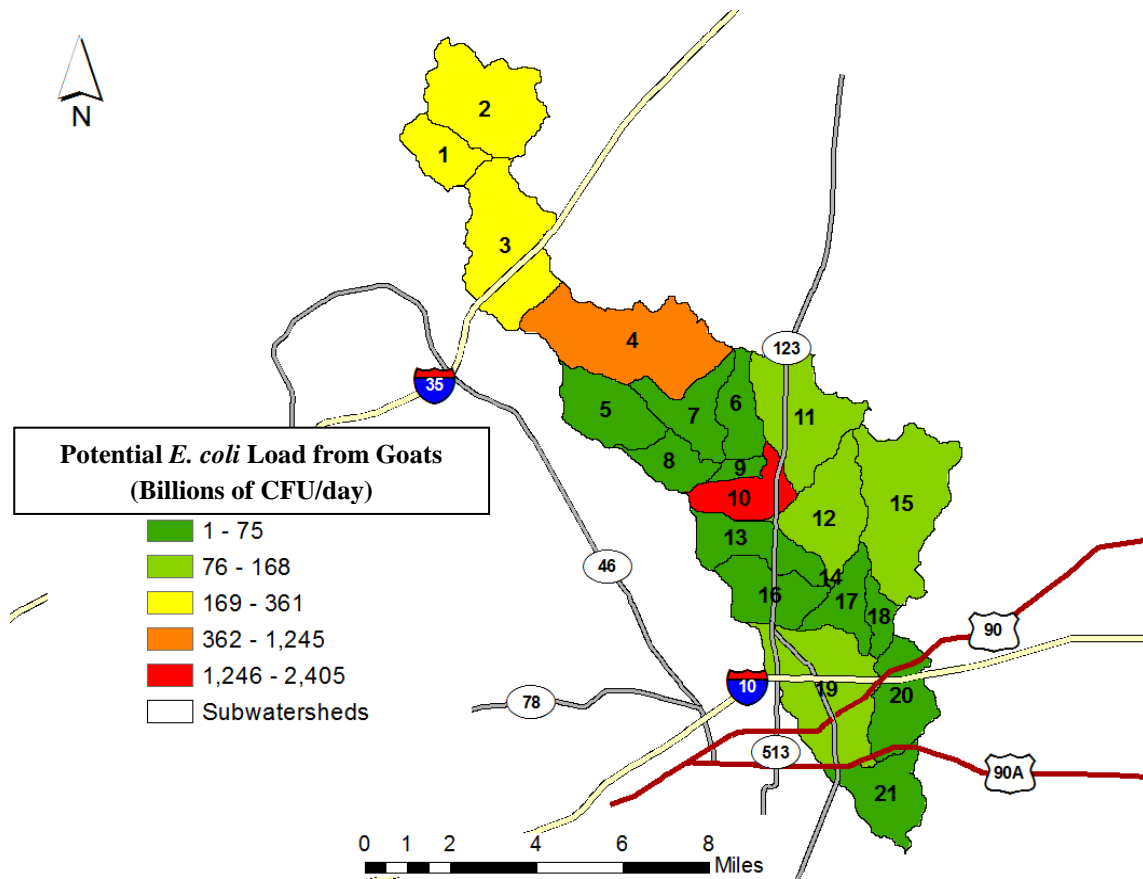 N
2
1
3
4
123
35
5
7
6
11
8
9
10
12
15
Potential E. coli Load from Goats
(Billions of CFU/day)
1 - 75
76 - 168
169 - 361
362 - 1,245
1,246 - 2,405
Subwatersheds
13
46
14
16
17
18
90
10
19
20
78
513
90A
21
0 1 2 4 6 8
Miles